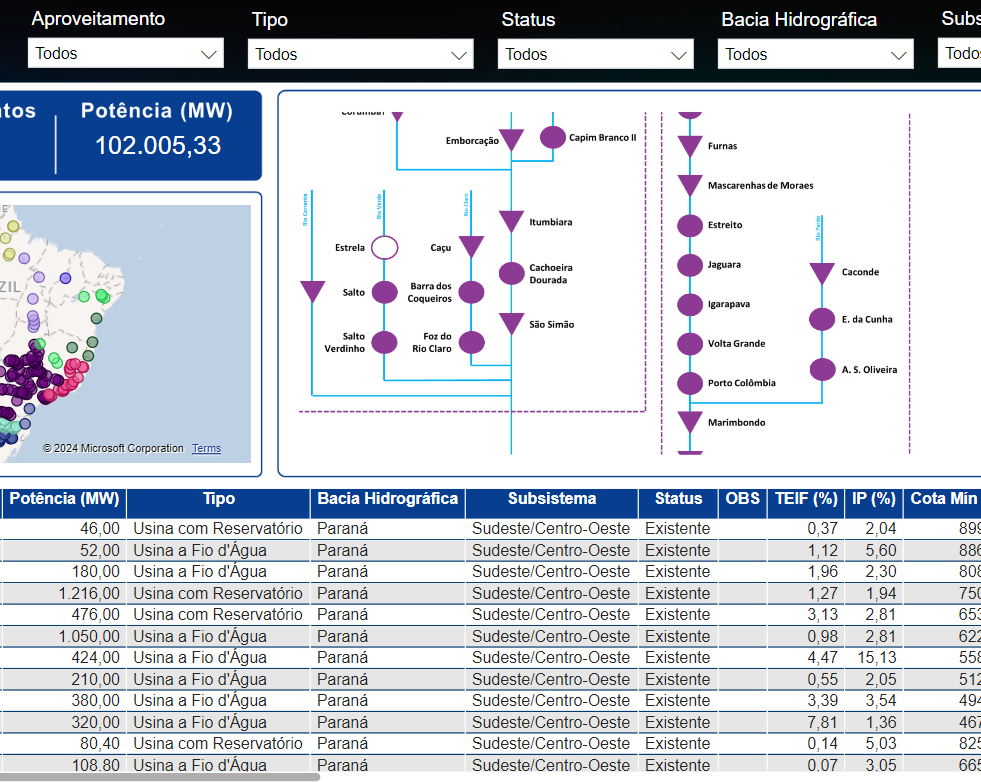 Aproveitamento
Tipo
Status
Bacia Hidrográfica
Todos
Todos
Todos
Todos
Potência (MW)
102.005,33
© 2024 Microsoft Corporation Terms
Emborcação
Capim Branco II
Rio Corrente
Rio Verde
Rio Claro
Itumbiara
Estrela
Caçu
Cachoeira
Dourada
Salto
Barra dos
Coqueiros
São Simão
Salto
Verdinho
Foz do
Rio Claro
Furnas
Mascarenhas de Moraes
Estreito
Rio Pardo
Jaguara
Caconde
Igarapava
E. da Cunha
Volta Grande
A. S. Oliveira
Porto Colômbia
Marimbondo
Potência (MW) Tipo Bacia Hidrográfica Subsistema Status OBS TEIF (%) IP (%) Cota Mín
46,00 Usina com Reservatório Paraná Sudeste/Centro-Oeste Existente 0,37 2,04 899
52,00 Usina a Fio d'Água Paraná Sudeste/Centro-Oeste Existente 1,12 5,60 886
180,00 Usina a Fio d'Água Paraná Sudeste/Centro-Oeste Existente 1,96 2,30 808
1.216,00 Usina com Reservatório Paraná Sudeste/Centro-Oeste Existente 1,27 1,94 750
476,00 Usina com Reservatório Paraná Sudeste/Centro-Oeste Existente 3,13 2,81 653
1.050,00 Usina a Fio d'Água Paraná Sudeste/Centro-Oeste Existente 0,98 2,81 622
424,00 Usina a Fio d'Água Paraná Sudeste/Centro-Oeste Existente 4,47 15,13 558
210,00 Usina a Fio d'Água Paraná Sudeste/Centro-Oeste Existente 0,55 2,05 512
380,00 Usina a Fio d'Água Paraná Sudeste/Centro-Oeste Existente 3,39 3,54 494
320,00 Usina a Fio d'Água Paraná Sudeste/Centro-Oeste Existente 7,81 1,36 467
80,40 Usina com Reservatório Paraná Sudeste/Centro-Oeste Existente 0,14 5,03 825
108,80 Usina a Fio d'Água Paraná Sudeste/Centro-Oeste Existente 0,07 3,05 665